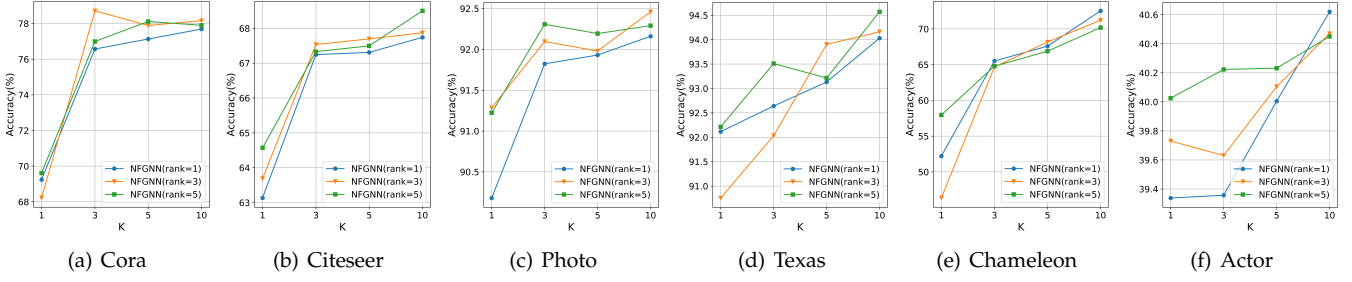 Accuracy(%)
78
76
74
72
70
68
NFGNN(rank=1)
NFGNN(rank=3)
NFGNN(rank=5)
1 3 5 10
K
(a) Cora
Accuracy(%)
68
67
66
65
64
63
NFGNN(rank=1)
NFGNN(rank=3)
NFGNN(rank=5)
1 3 5 10
K
(b) Citeseer
Accuracy(%)
92.5
92.0
91.5
91.0
90.5
NFGNN(rank=1)
NFGNN(rank=3)
NFGNN(rank=5)
1 3 5 10
K
(c) Photo
Accuracy(%)
94.5
94.0
93.5
93.0
92.5
92.0
91.5
91.0
NFGNN(rank=1)
NFGNN(rank=3)
NFGNN(rank=5)
1 3 5 10
K
(d) Texas
Accuracy(%)
75
70
65
60
55
50
NFGNN(rank=1)
NFGNN(rank=3)
NFGNN(rank=5)
1 3 5 10
K
(e) Chameleon
Accuracy(%)
40.6
40.4
40.2
40.0
39.8
39.6
39.4
NFGNN(rank=1)
NFGNN(rank=3)
NFGNN(rank=5)
1 3 5 10
K
(f) Actor